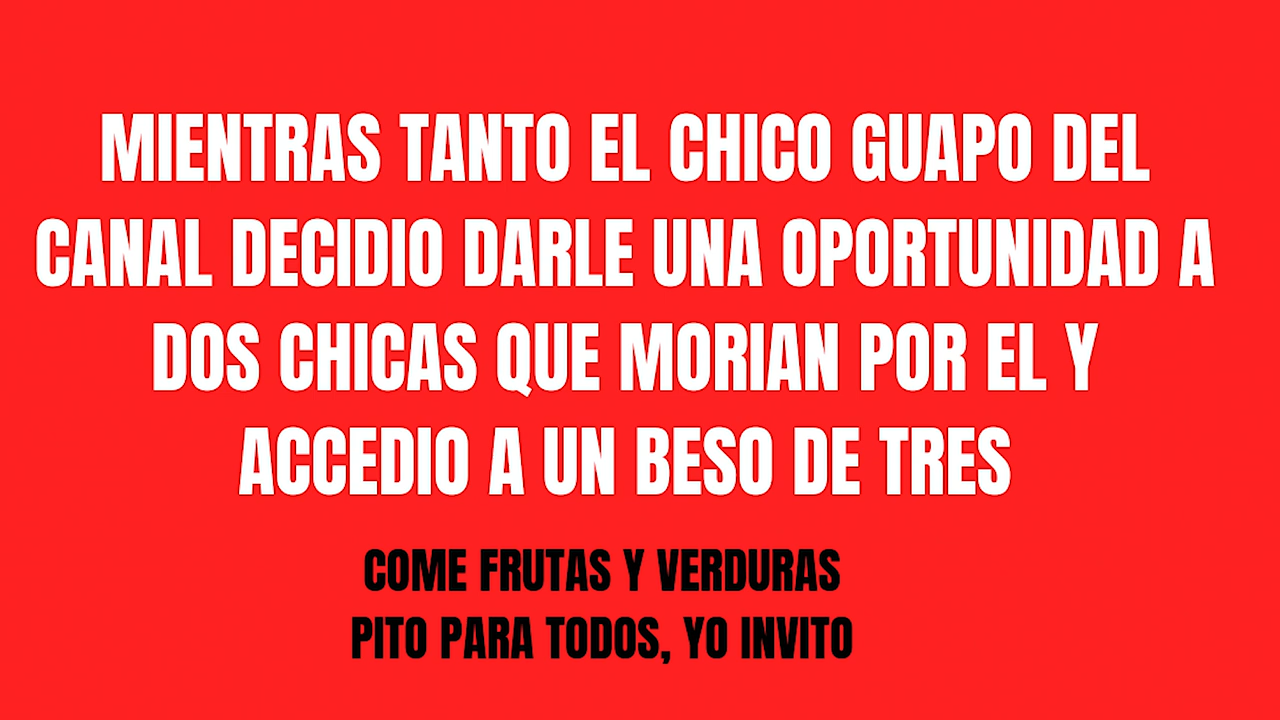 MIENTRAS TANTO EL CHICO GUAPO DEL
CANAL DECIDIO DARLE UNA OPORTUNIDAD A
DOS CHICAS QUE MORIAN POR EL Y
ACCEDIO A UN BESO DE TRES
COME FRUTAS Y VERDURAS
PITO PARA TODOS, YO INVITO